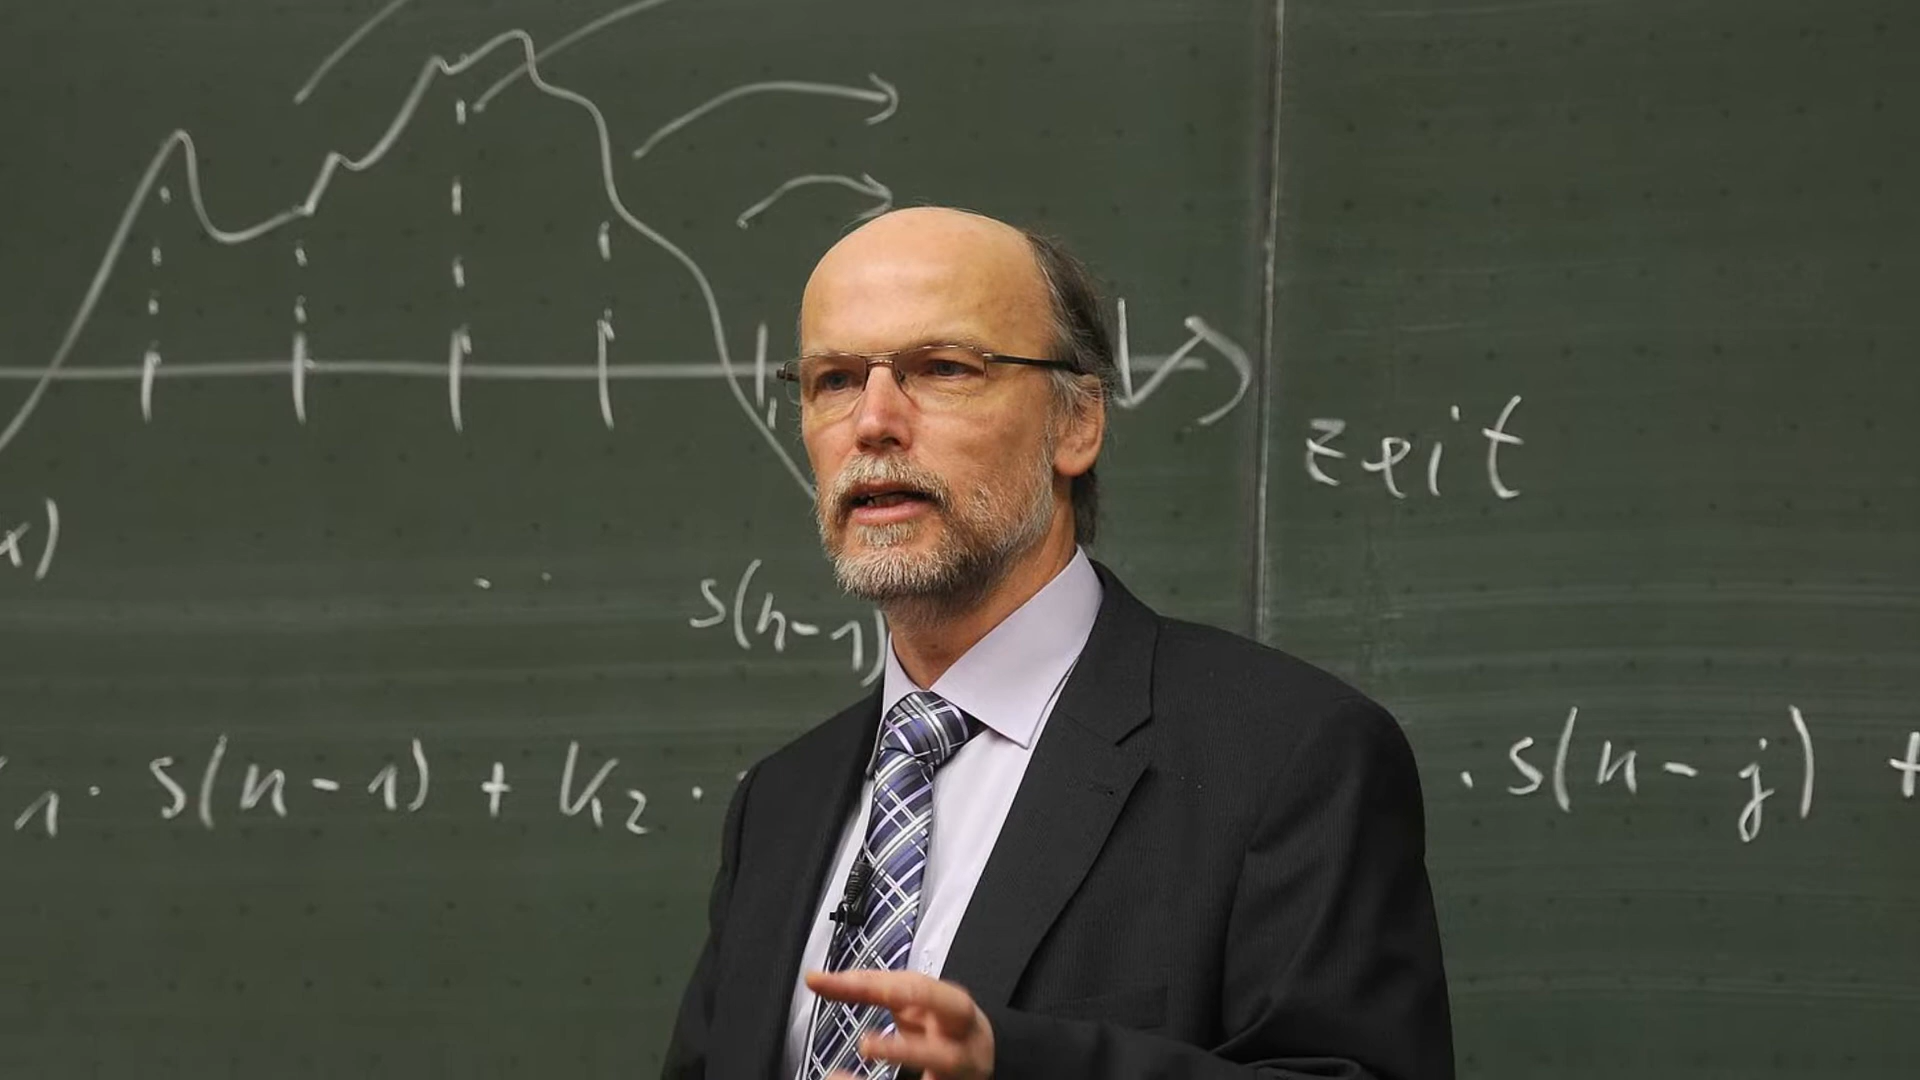 Zeit
x)
s(n-1)
1 · s(n-1) + k₂ · · s(n-j) +